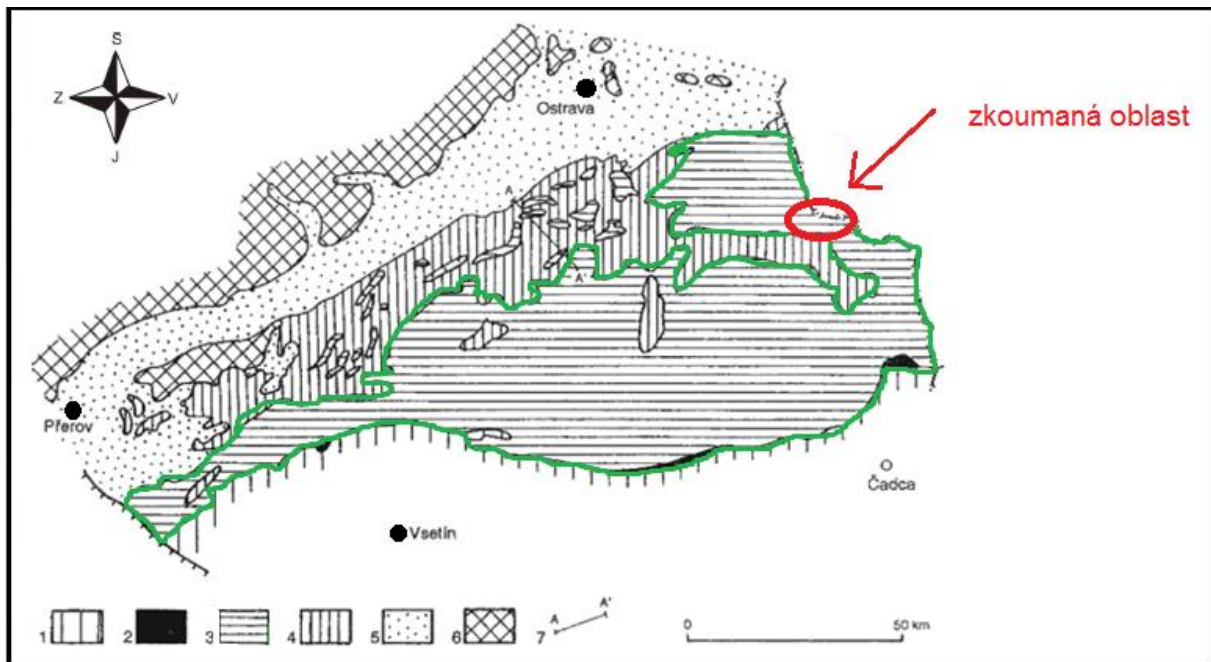 S
Z V
J
Ostrava
zkoumaná oblast
A
A'
Přerov
Čadca
Vsetín
1 2 3 4 5 6 7 A A' 0 50 km